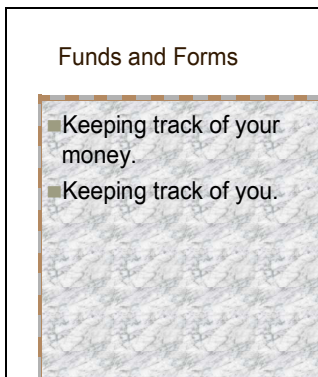 Funds and Forms
Keeping track of your
money.
Keeping track of you.